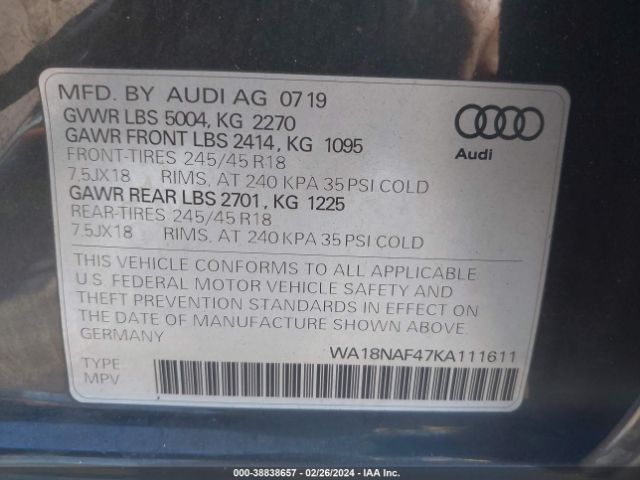 MFD. BY AUDI AG 07 19
GVWR LBS 5004, KG 2270
GAWR FRONT LBS 2414, KG 1095
FRONT-TIRES 245/45 R18
7.5JX18 RIMS, AT 240 KPA 35 PSI COLD
GAWR REAR LBS 2701, KG 1225
REAR-TIRES 245/45 R18
7.5JX18 RIMS, AT 240 KPA 35 PSI COLD
Audi
THIS VEHICLE CONFORMS TO ALL APPLICABLE
U.S. FEDERAL MOTOR VEHICLE SAFETY AND
THEFT PREVENTION STANDARDS IN EFFECT ON
THE DATE OF MANUFACTURE SHOWN ABOVE.
GERMANY
WA18NAF47KA111611
TYPE:
MPV
000-38838657 - 02/26/2024 - IAA Inc.